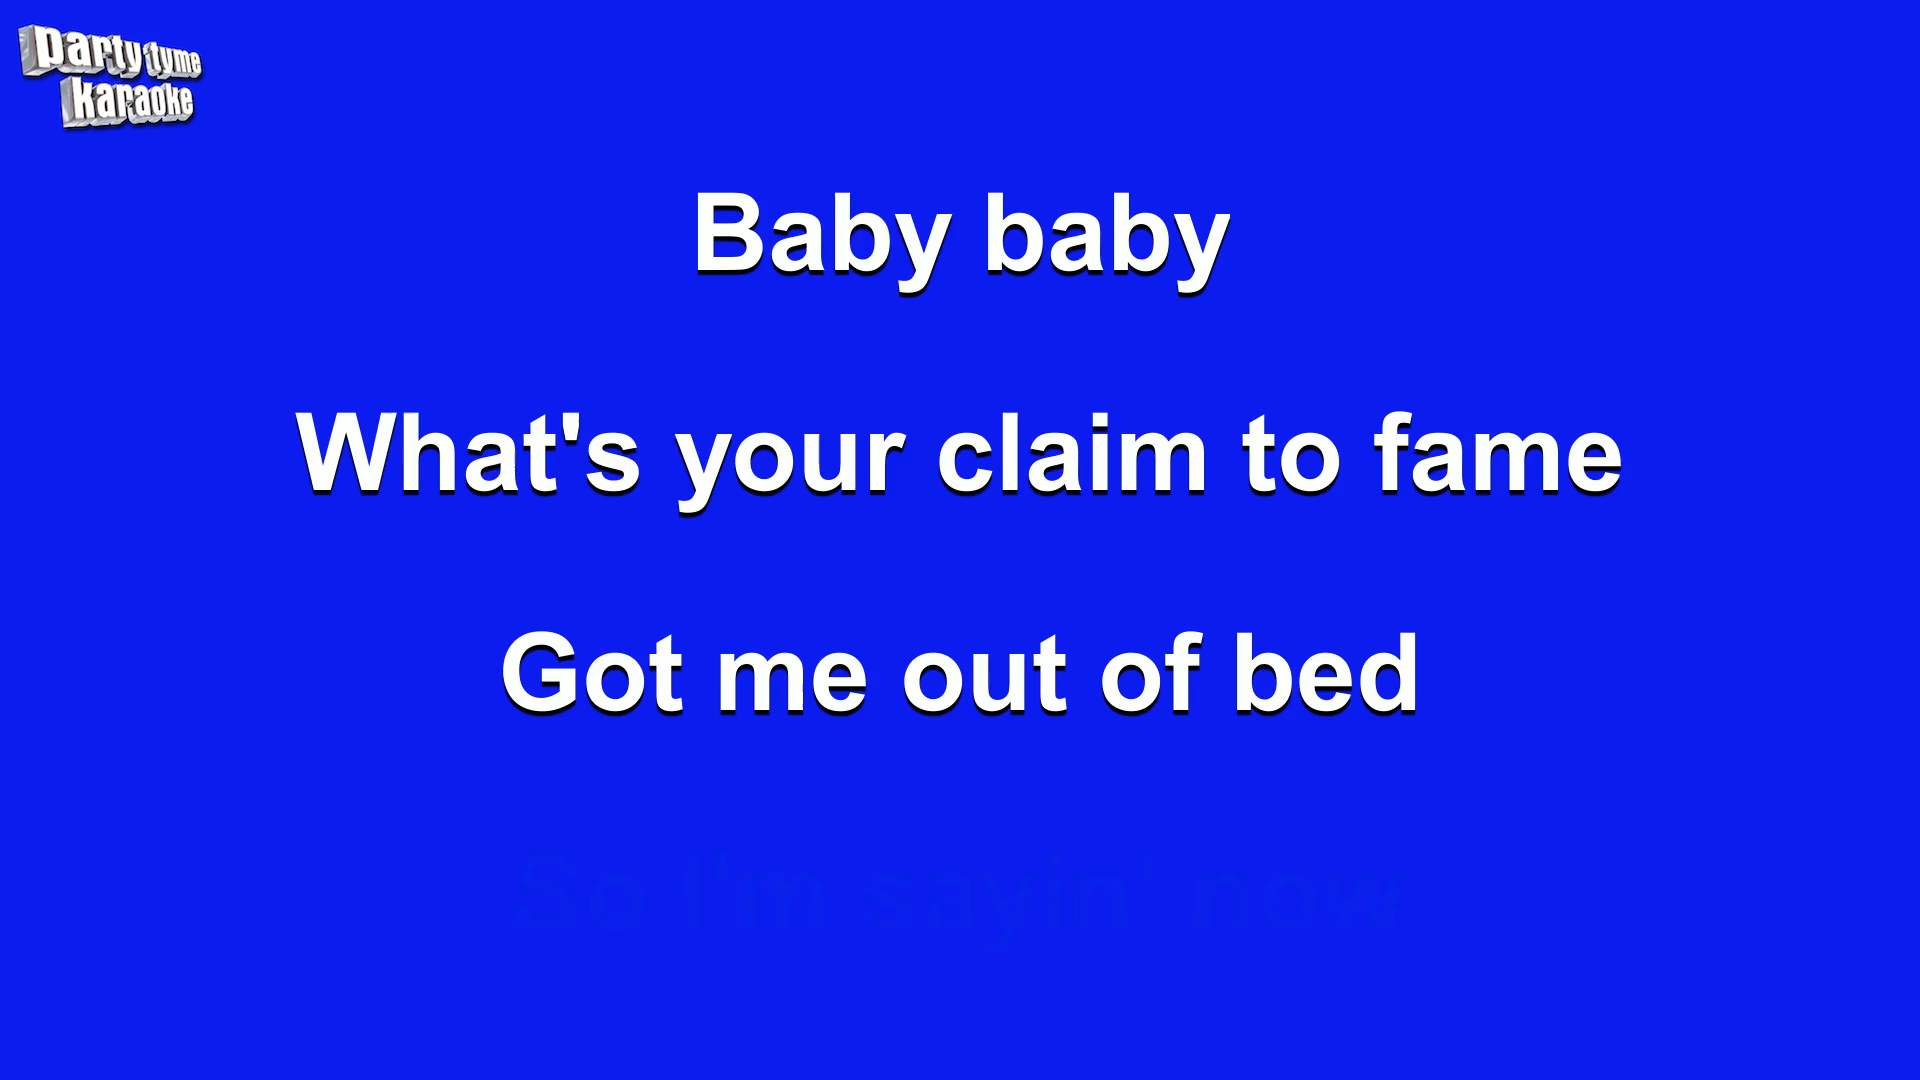 party tyme
karaoke
Baby baby
What's your claim to fame
Got me out of bed
So I'm sayin' now